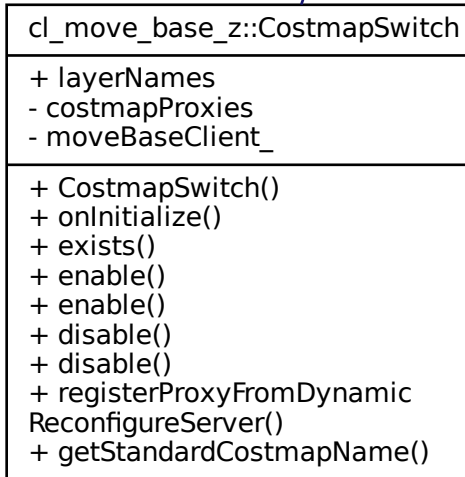 cl_move_base_z::CostmapSwitch
+ layerNames
- costmapProxies
- moveBaseClient_
+ CostmapSwitch()
+ onInitialize()
+ exists()
+ enable()
+ enable()
+ disable()
+ disable()
+ registerProxyFromDynamic
ReconfigureServer()
+ getStandardCostmapName()